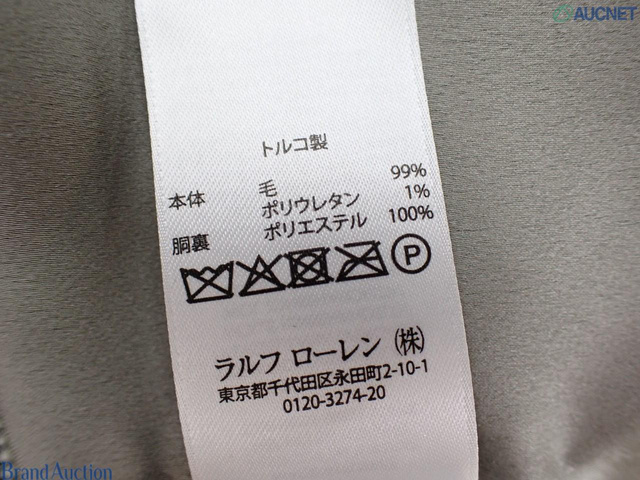 AUCNET
トルコ製
本体 毛 99%
ポリウレタン 1%
胴裏 ポリエステル 100%
P
ラルフ ローレン(株)
東京都千代田区永田町2-10-1
0120-3274-20
BrandAuction